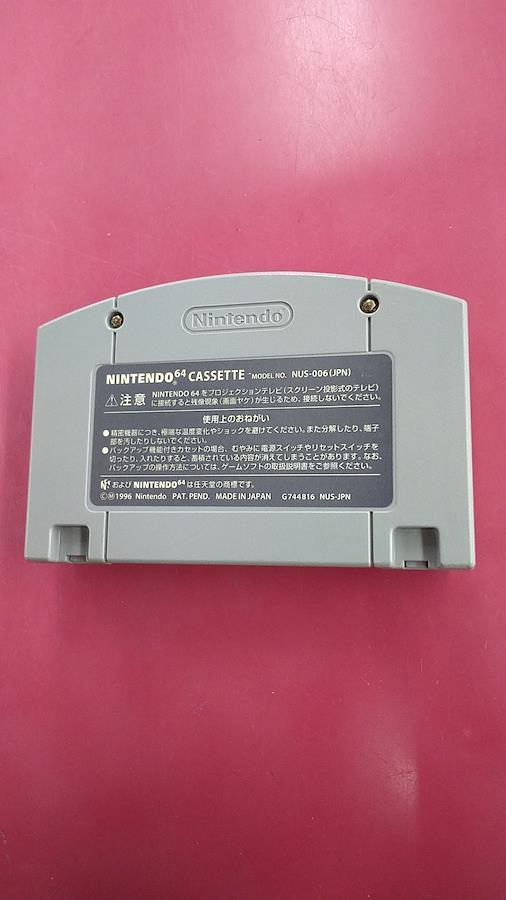 Nintendo
NINTENDO64 CASSETTE MODEL NO. NUS-006(JPN)
⚠注意 NINTENDO 64 をプロジェクションテレビ(スクリーン投影式のテレビ)
に接続すると残像現象(画面ヤケ)が生じるため、接続しないでください。
使用上のおねがい
●精密機器につき、極端な温度変化やショックを避けてください。また分解したり、端子
部を汚したりしないでください。
●バックアップ機能付きカセットの場合、むやみに電源スイッチやリセットスイッチを
切ったり、入れたりすると、蓄積されている内容が消えてしまうことがあります。なお、
バックアップの操作方法については、ゲームソフトの取扱説明書をご参照ください。
および NINTENDO64 は任天堂の商標です。
©Ⓜ1996 Nintendo PAT. PEND. MADE IN JAPAN G744816 NUS-JPN